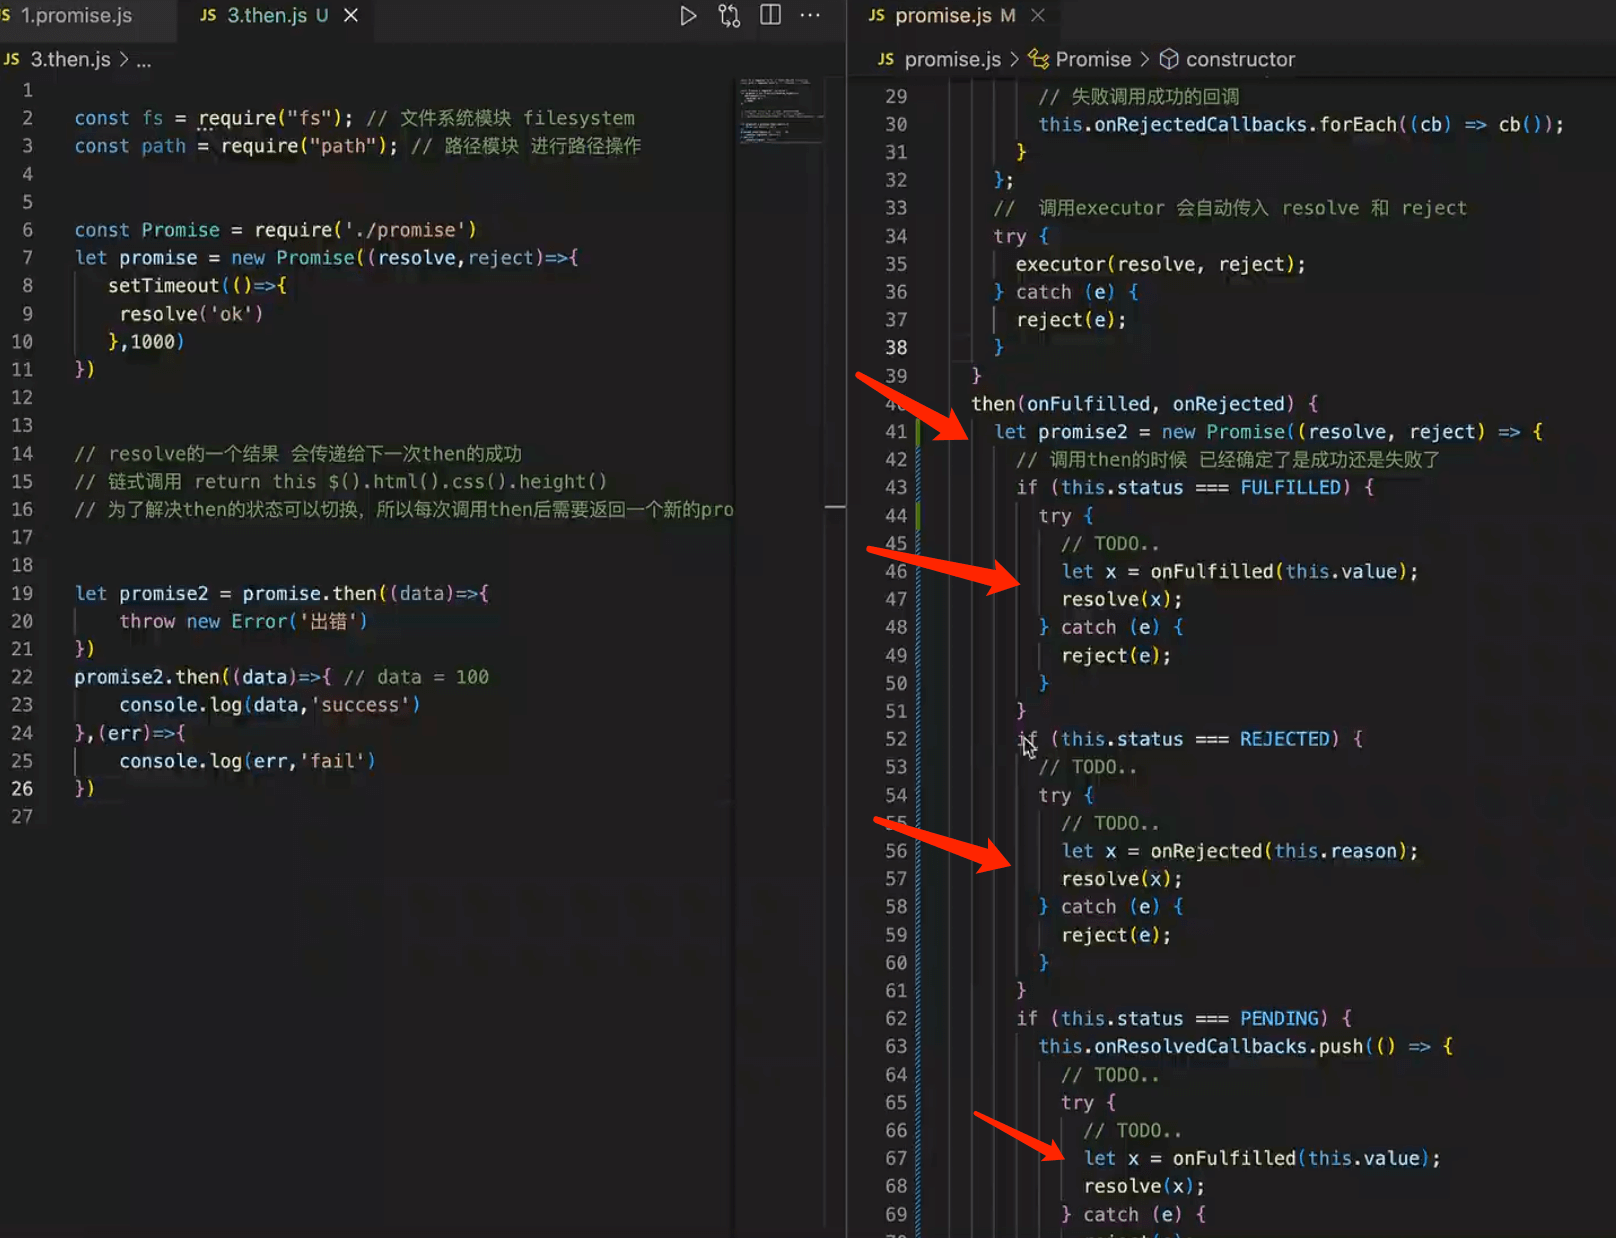 1.promise.js
JS 3.then.js U
JS 3.then.js > ...
1
2 const fs = require("fs"); // 文件系统模块 filesystem
3 const path = require("path"); // 路径模块 进行路径操作
4
5
6 const Promise = require('./promise')
7 let promise = new Promise((resolve,reject)=>{
8 setTimeout(()=>{
9 resolve('ok')
10 },1000)
11 })
12
13
14 // resolve的一个结果 会传递给下一次then的成功
15 // 链式调用 return this $().html().css().height()
16 // 为了解决then的状态可以切换，所以每次调用then后需要返回一个新的pro
17
18
19 let promise2 = promise.then((data)=>{
20 throw new Error('出错')
21 })
22 promise2.then((data)=>{ // data = 100
23 console.log(data,'success')
24 },(err)=>{
25 console.log(err,'fail')
26 })
27
JS promise.js M
JS promise.js > Promise > constructor
29 // 失败调用成功的回调
30 this.onRejectedCallbacks.forEach((cb) => cb());
31 }
32 };
33 // 调用executor 会自动传入 resolve 和 reject
34 try {
35 executor(resolve, reject);
36 } catch (e) {
37 reject(e);
38 }
39 }
40 then(onFulfilled, onRejected) {
41 let promise2 = new Promise((resolve, reject) => {
42 // 调用then的时候 已经确定了是成功还是失败了
43 if (this.status === FULFILLED) {
44 try {
45 // TODO..
46 let x = onFulfilled(this.value);
47 resolve(x);
48 } catch (e) {
49 reject(e);
50 }
51 }
52 if (this.status === REJECTED) {
53 // TODO..
54 try {
55 // TODO..
56 let x = onRejected(this.reason);
57 resolve(x);
58 } catch (e) {
59 reject(e);
60 }
61 }
62 if (this.status === PENDING) {
63 this.onResolvedCallbacks.push(() => {
64 // TODO..
65 try {
66 // TODO..
67 let x = onFulfilled(this.value);
68 resolve(x);
69 } catch (e) {